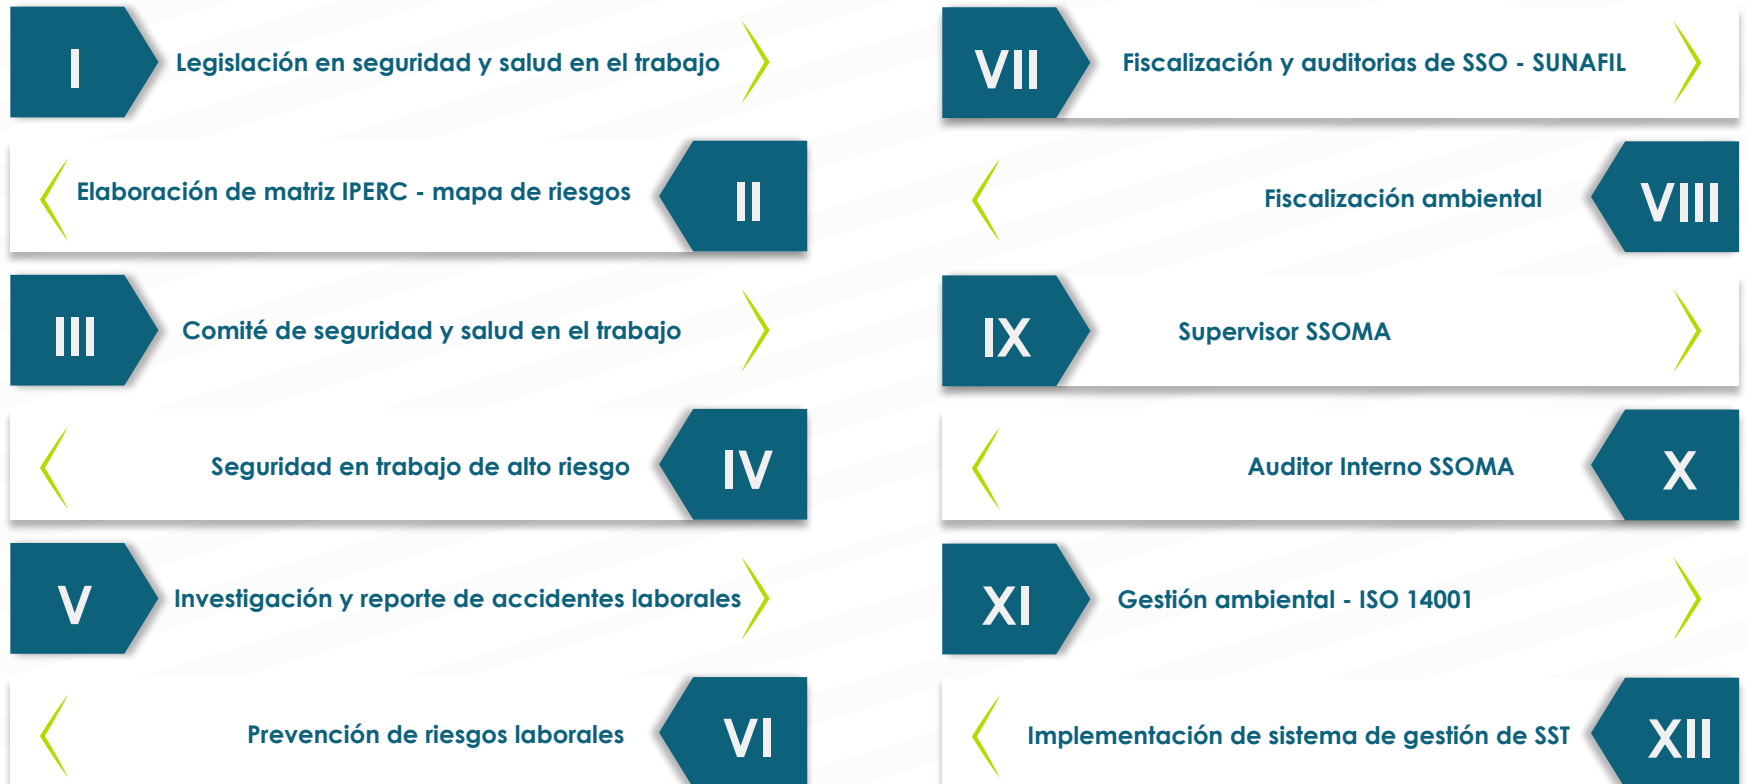 I
Legislación en seguridad y salud en el trabajo
Elaboración de matriz IPERC - mapa de riesgos
II
III
Comité de seguridad y salud en el trabajo
Seguridad en trabajo de alto riesgo
IV
V
Investigación y reporte de accidentes laborales
Prevención de riesgos laborales
VI
VII
Fiscalización y auditorias de SSO - SUNAFIL
Fiscalización ambiental
VIII
IX
Supervisor SSOMA
Auditor Interno SSOMA
X
XI
Gestión ambiental - ISO 14001
Implementación de sistema de gestión de SST
XII